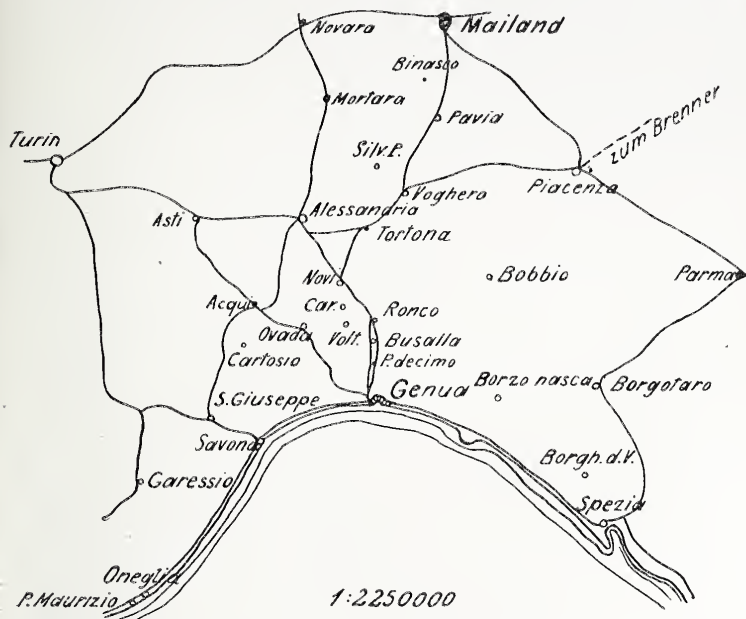 Novara
Mailand
Binasco
Mortara
Pavia
zum Brenner
Turin
Silv.P.
Piacenza
Voghera
Asti
Alessandria
Tortona
Novi
Bobbio
Parma
Acqui
Car.
Ronco
Ovada
Volt.
Busalla
Cartosio
P.decimo
Genua
Borzo nasca
Borgotaro
S.Giuseppe
Savona
Borgh.d.V.
Garessio
Spezia
Oneglia
P.Maurizio
1:2250000